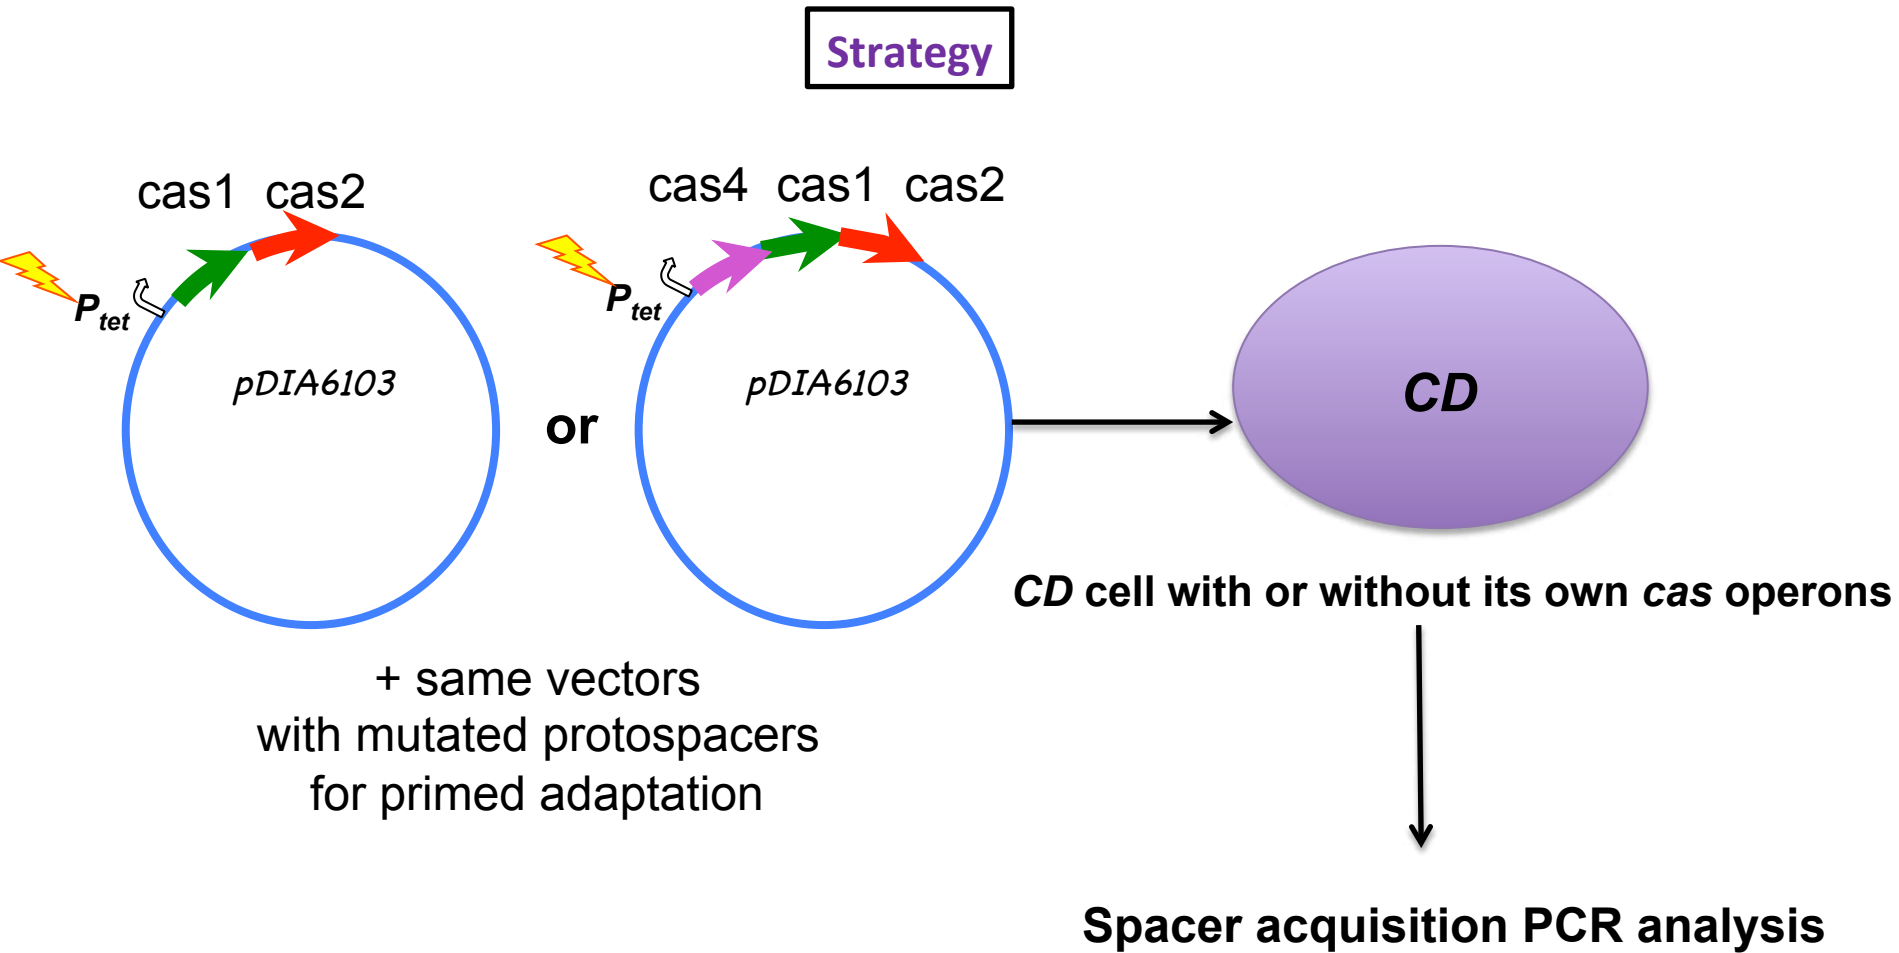 Strategy
cas1 cas2
cas4 cas1 cas2
Ptet
Ptet
pDIA6103
pDIA6103
or
CD
CD cell with or without its own cas operons
+ same vectors
with mutated protospacers
for primed adaptation
Spacer acquisition PCR analysis